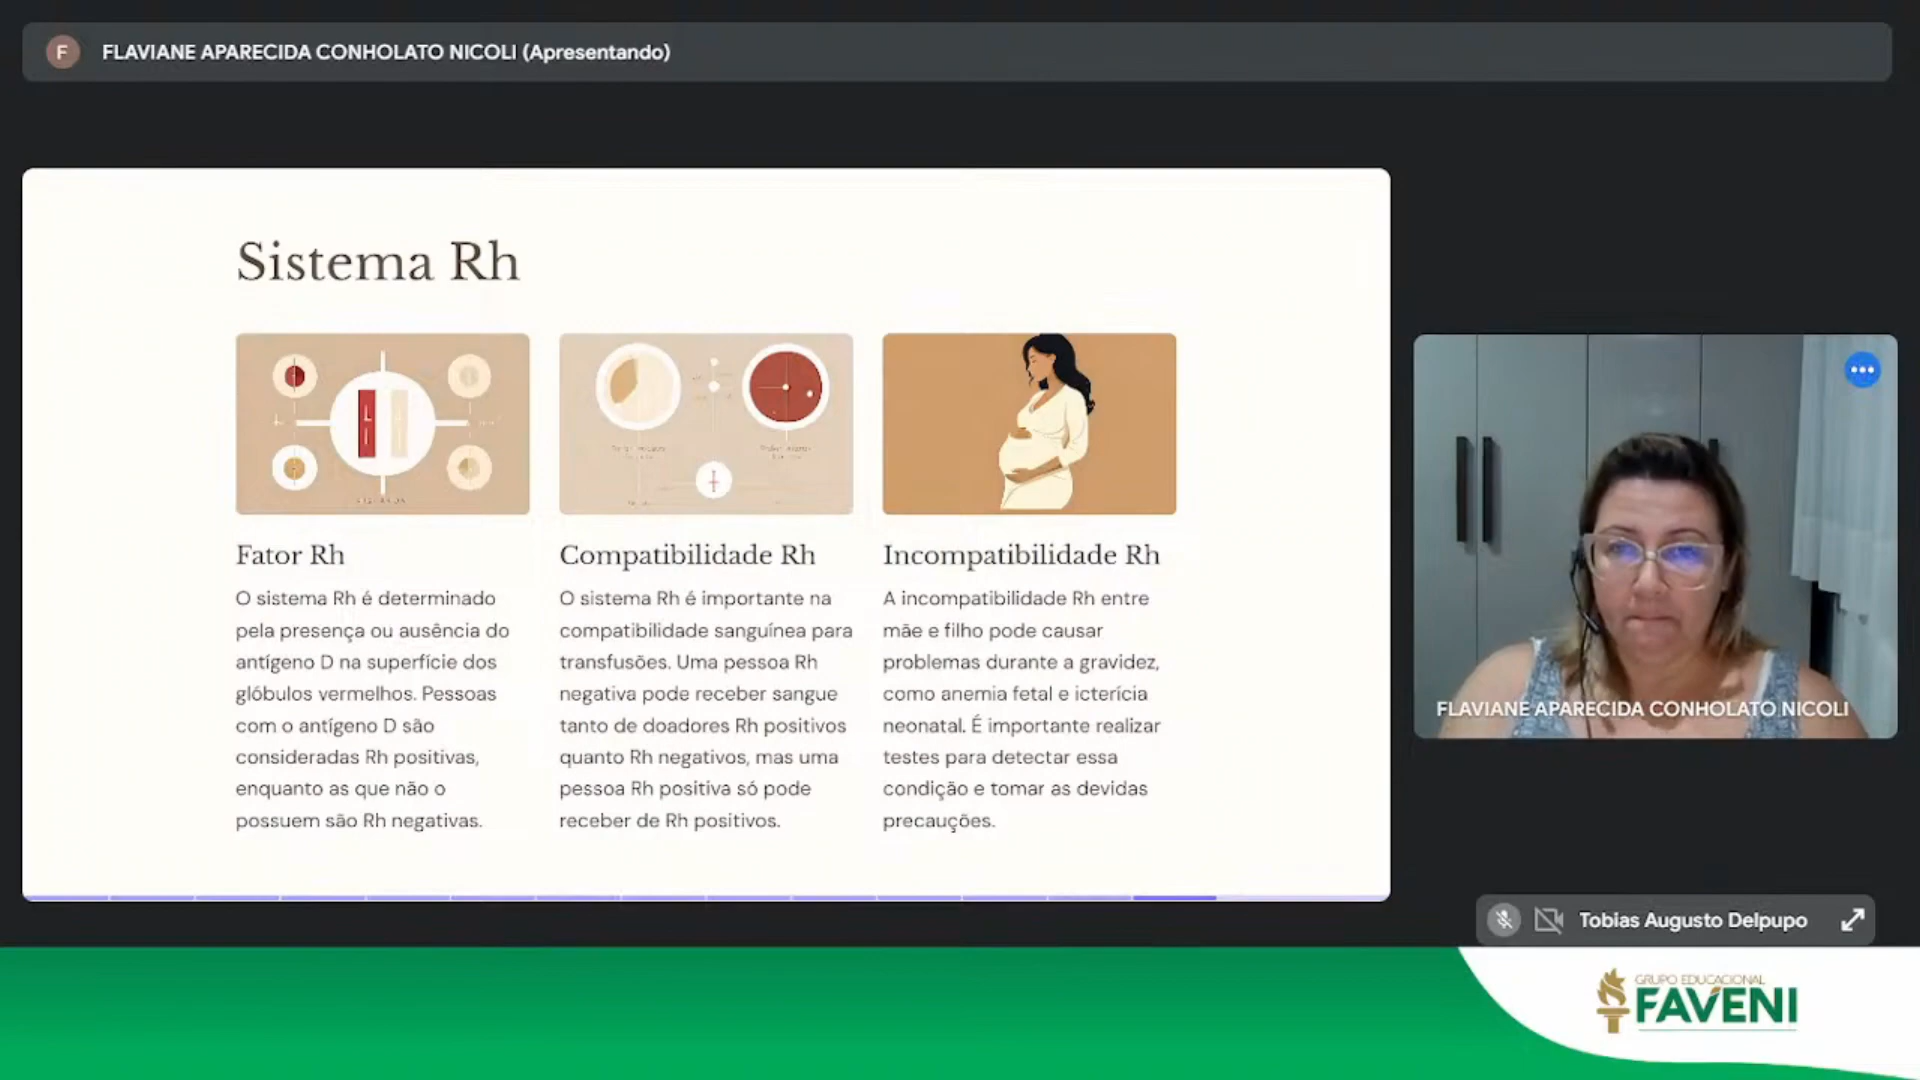 F
FLAVIANE APARECIDA CONHOLATO NICOLI (Apresentando)
Sistema Rh
Fator Rh
O sistema Rh é determinado
pela presença ou ausência do
antígeno D na superfície dos
glóbulos vermelhos. Pessoas
com o antígeno D são
consideradas Rh positivas,
enquanto as que não o
possuem são Rh negativas.
Compatibilidade Rh
O sistema Rh é importante na
compatibilidade sanguínea para
transfusões. Uma pessoa Rh
negativa pode receber sangue
tanto de doadores Rh positivos
quanto Rh negativos, mas uma
pessoa Rh positiva só pode
receber de Rh positivos.
Incompatibilidade Rh
A incompatibilidade Rh entre
mãe e filho pode causar
problemas durante a gravidez,
como anemia fetal e icterícia
neonatal. É importante realizar
testes para detectar essa
condição e tomar as devidas
precauções.
FLAVIANE APARECIDA CONHOLATO NICOLI
Tobias Augusto Delpupo
GRUPO EDUCACIONAL
FAVENI